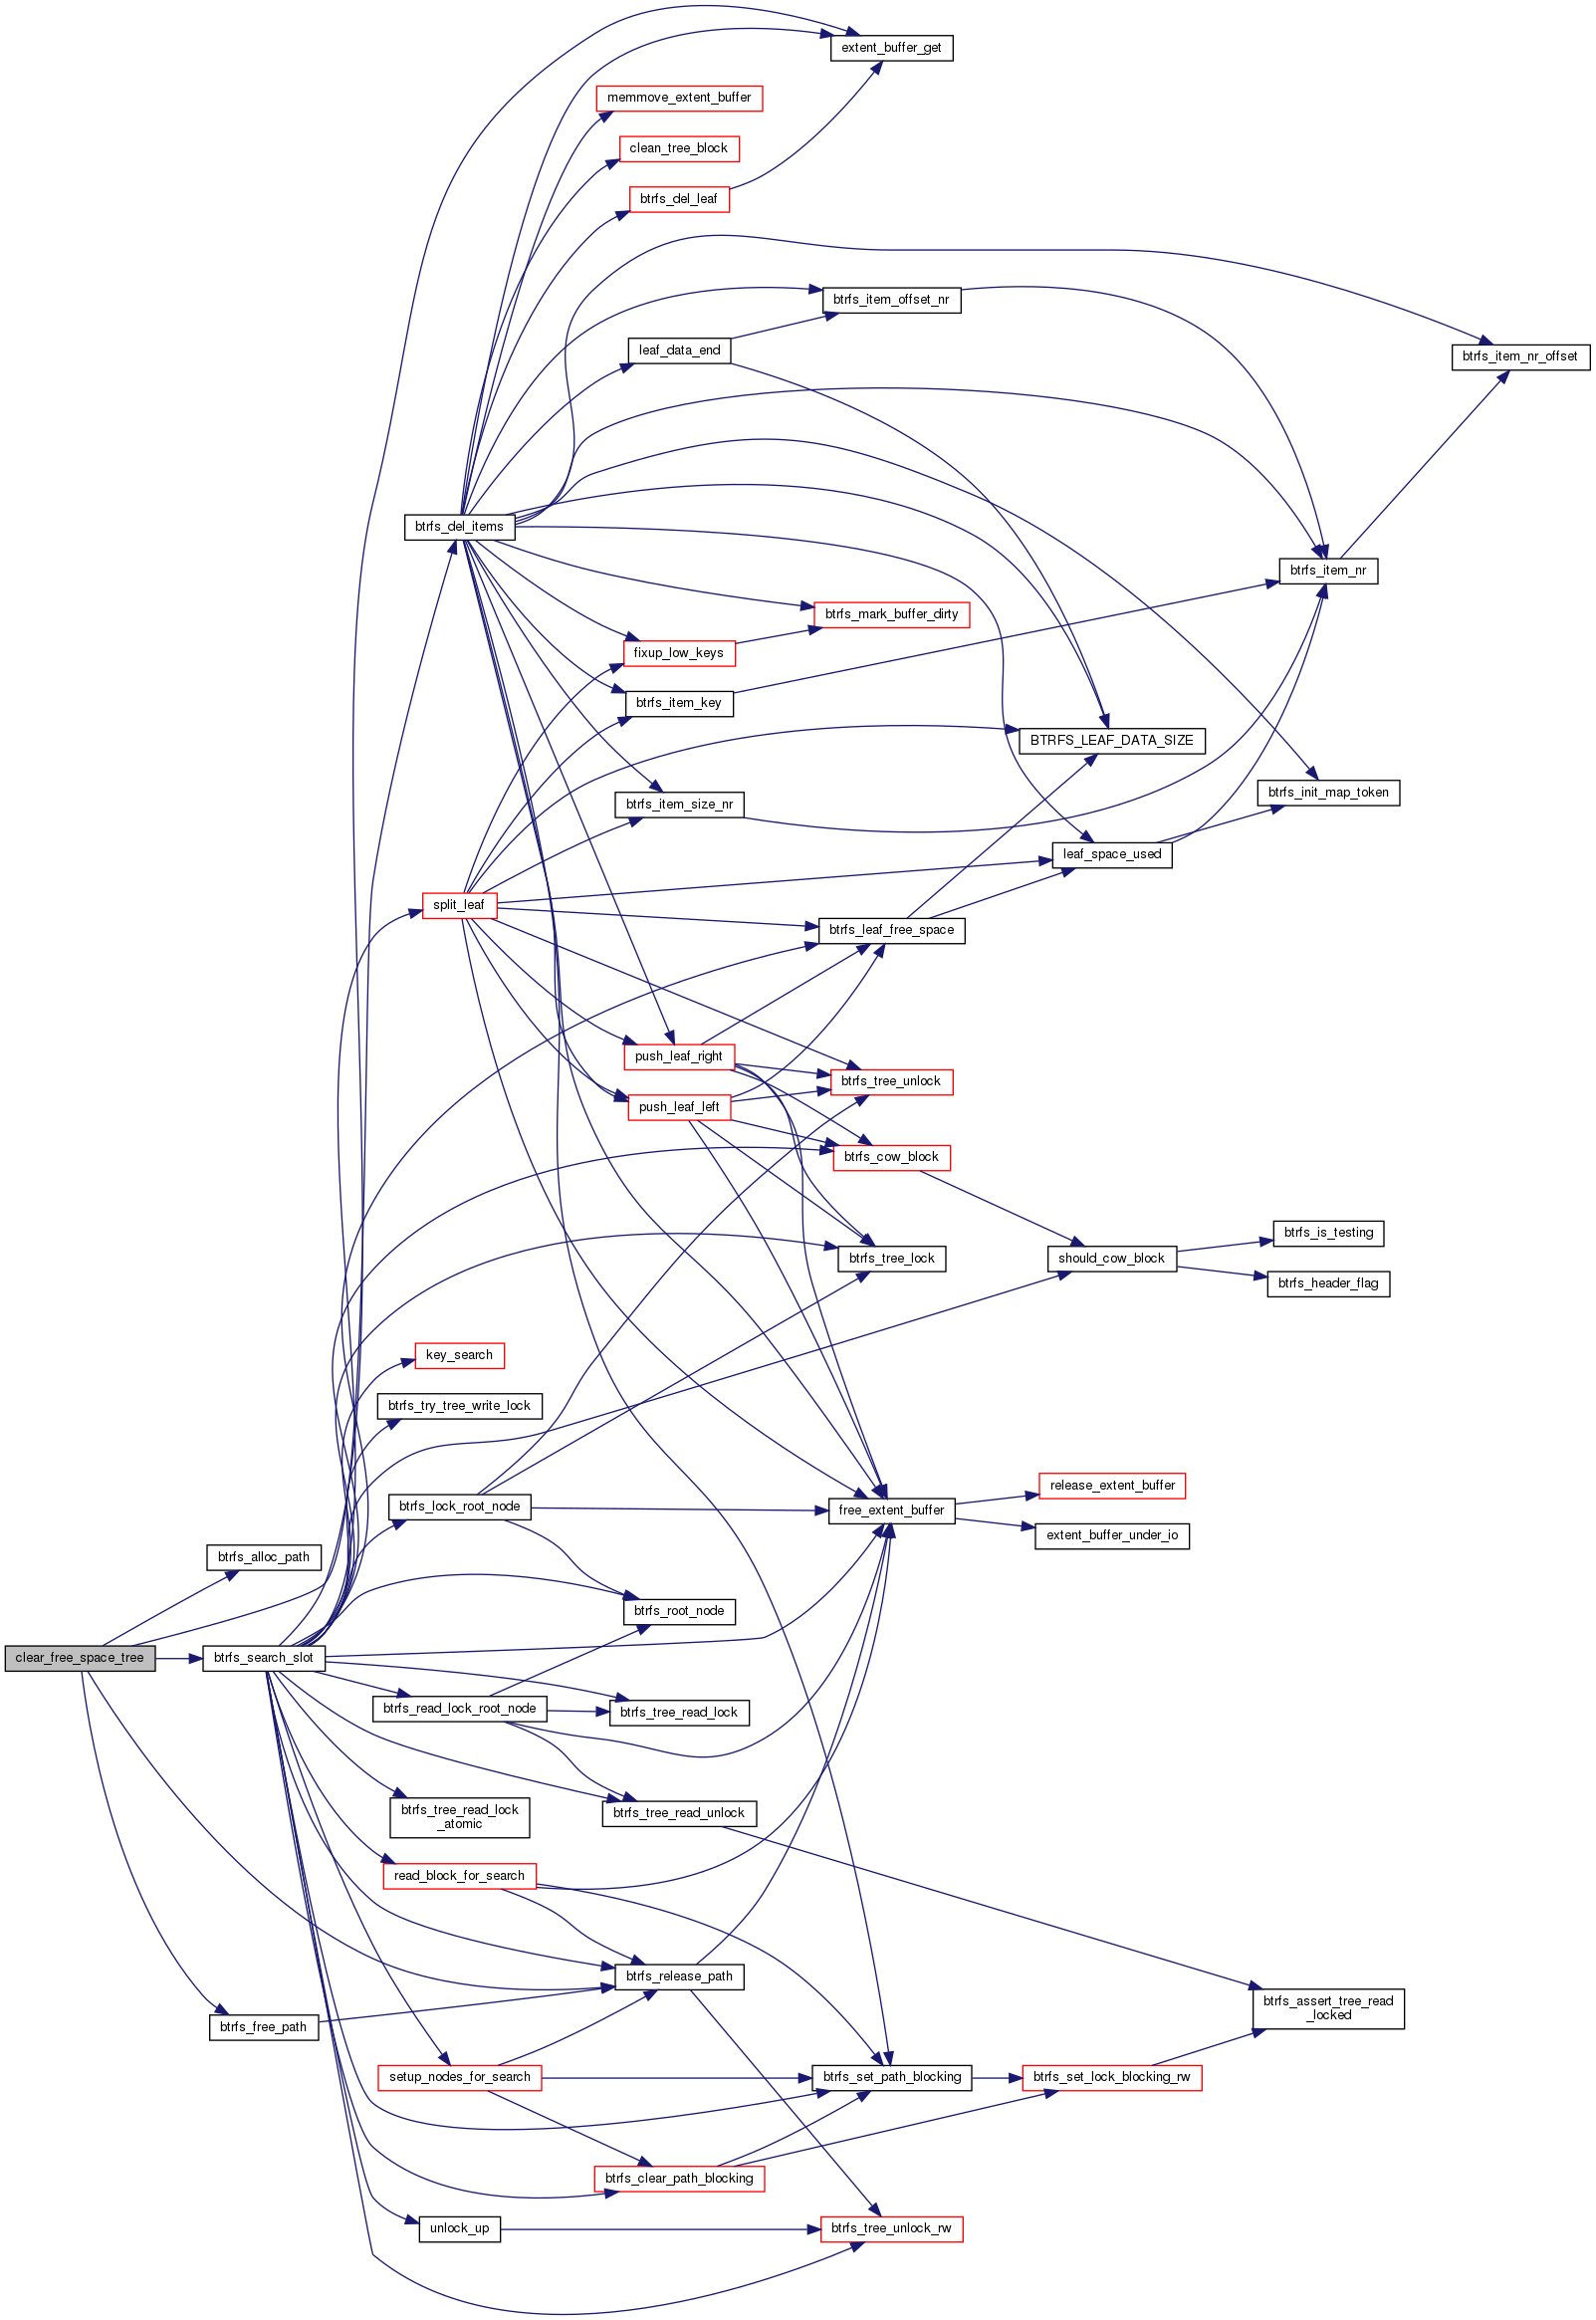 extent_buffer_get
memmove_extent_buffer
clean_tree_block
btrfs_del_leaf
btrfs_item_offset_nr
leaf_data_end
btrfs_item_nr_offset
btrfs_del_items
btrfs_item_nr
btrfs_mark_buffer_dirty
fixup_low_keys
btrfs_item_key
BTRFS_LEAF_DATA_SIZE
btrfs_item_size_nr
btrfs_init_map_token
leaf_space_used
split_leaf
btrfs_leaf_free_space
push_leaf_right
btrfs_tree_unlock
push_leaf_left
btrfs_cow_block
btrfs_is_testing
btrfs_tree_lock
should_cow_block
btrfs_header_flag
key_search
btrfs_try_tree_write_lock
release_extent_buffer
btrfs_lock_root_node
free_extent_buffer
extent_buffer_under_io
btrfs_alloc_path
btrfs_root_node
clear_free_space_tree
btrfs_search_slot
btrfs_read_lock_root_node
btrfs_tree_read_lock
btrfs_tree_read_lock
_atomic
btrfs_tree_read_unlock
read_block_for_search
btrfs_release_path
btrfs_assert_tree_read
_locked
btrfs_free_path
setup_nodes_for_search
btrfs_set_path_blocking
btrfs_set_lock_blocking_rw
btrfs_clear_path_blocking
unlock_up
btrfs_tree_unlock_rw